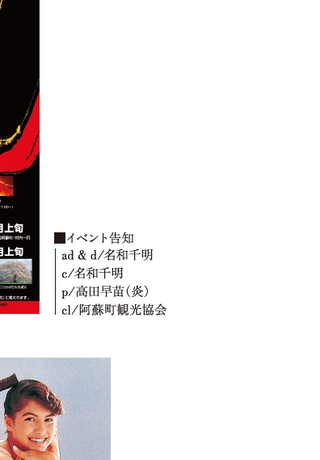 月上旬
月上旬
■イベント告知
ad & d/名和千明
c/名和千明
p/高田早苗(炎)
cl/阿蘇町観光協会